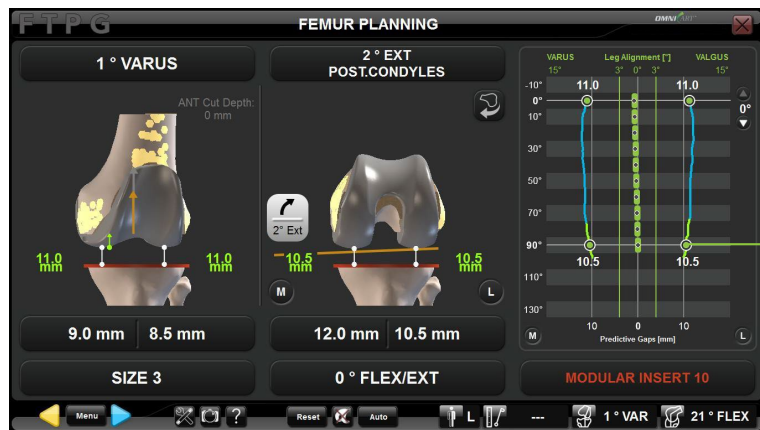 FTPG
FEMUR PLANNING
OMNIART™
1 ° VARUS
2 ° EXT
POST.CONDYLES
ANT Cut Depth:
0 mm
11.0
mm
11.0
mm
2° Ext
10.5
mm
10.5
mm
M
L
9.0 mm
8.5 mm
12.0 mm
10.5 mm
SIZE 3
0 ° FLEX/EXT
VARUS
Leg Alignment [°]
VALGUS
15°
3°
0°
3°
15°
-10°
11.0
11.0
0°
0°
10°
30°
50°
70°
90°
10.5
10.5
110°
130°
10
0
10
M
Predictive Gaps [mm]
L
MODULAR INSERT 10
Menu
?
Reset
Auto
L
---
1 ° VAR
21 ° FLEX